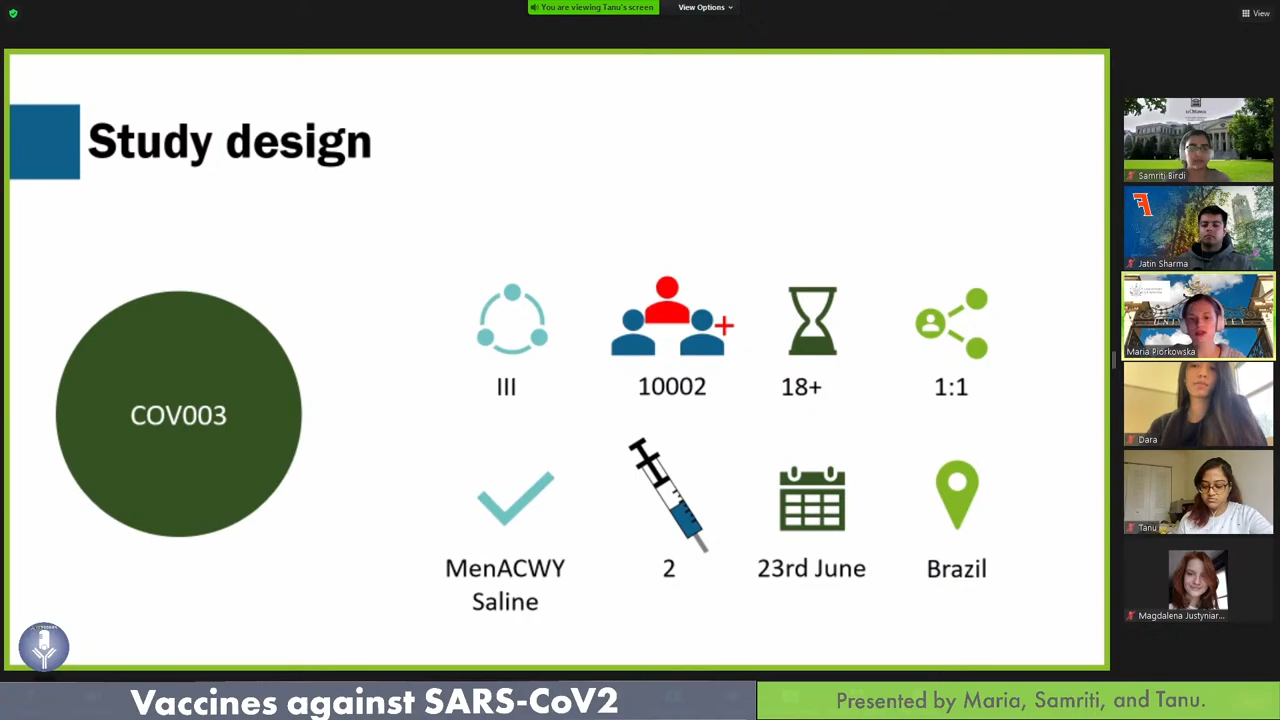 You are viewing Tanu's screen
View Options
View
Study design
COV003
III
10002
18+
1:1
MenACWY
Saline
2
23rd June
Brazil
Samriti Birdi
Jatin Sharma
Maria Piorkowska
Dara
Tanu
Magdalena Justyniar...
Vaccines against SARS-CoV2
Presented by Maria, Samriti, and Tanu.